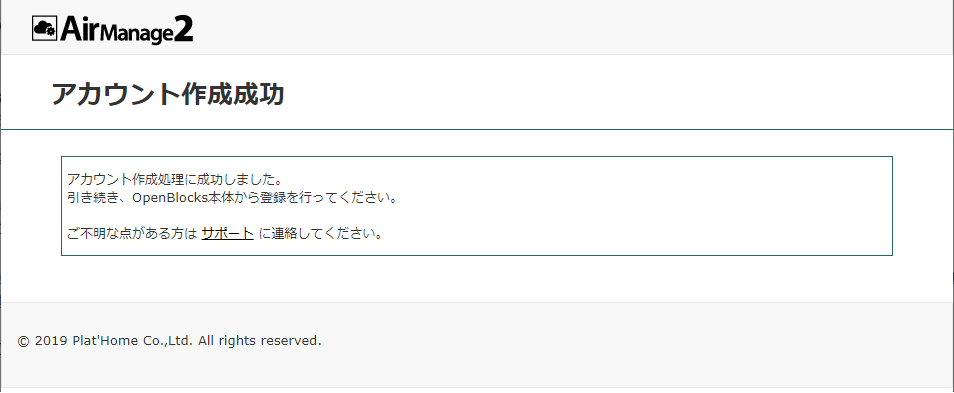 AirManage2
アカウント作成成功
アカウント作成処理に成功しました。
引き続き、OpenBlocks本体から登録を行ってください。
ご不明な点がある方は サポート に連絡してください。
© 2019 Plat'Home Co.,Ltd. All rights reserved.